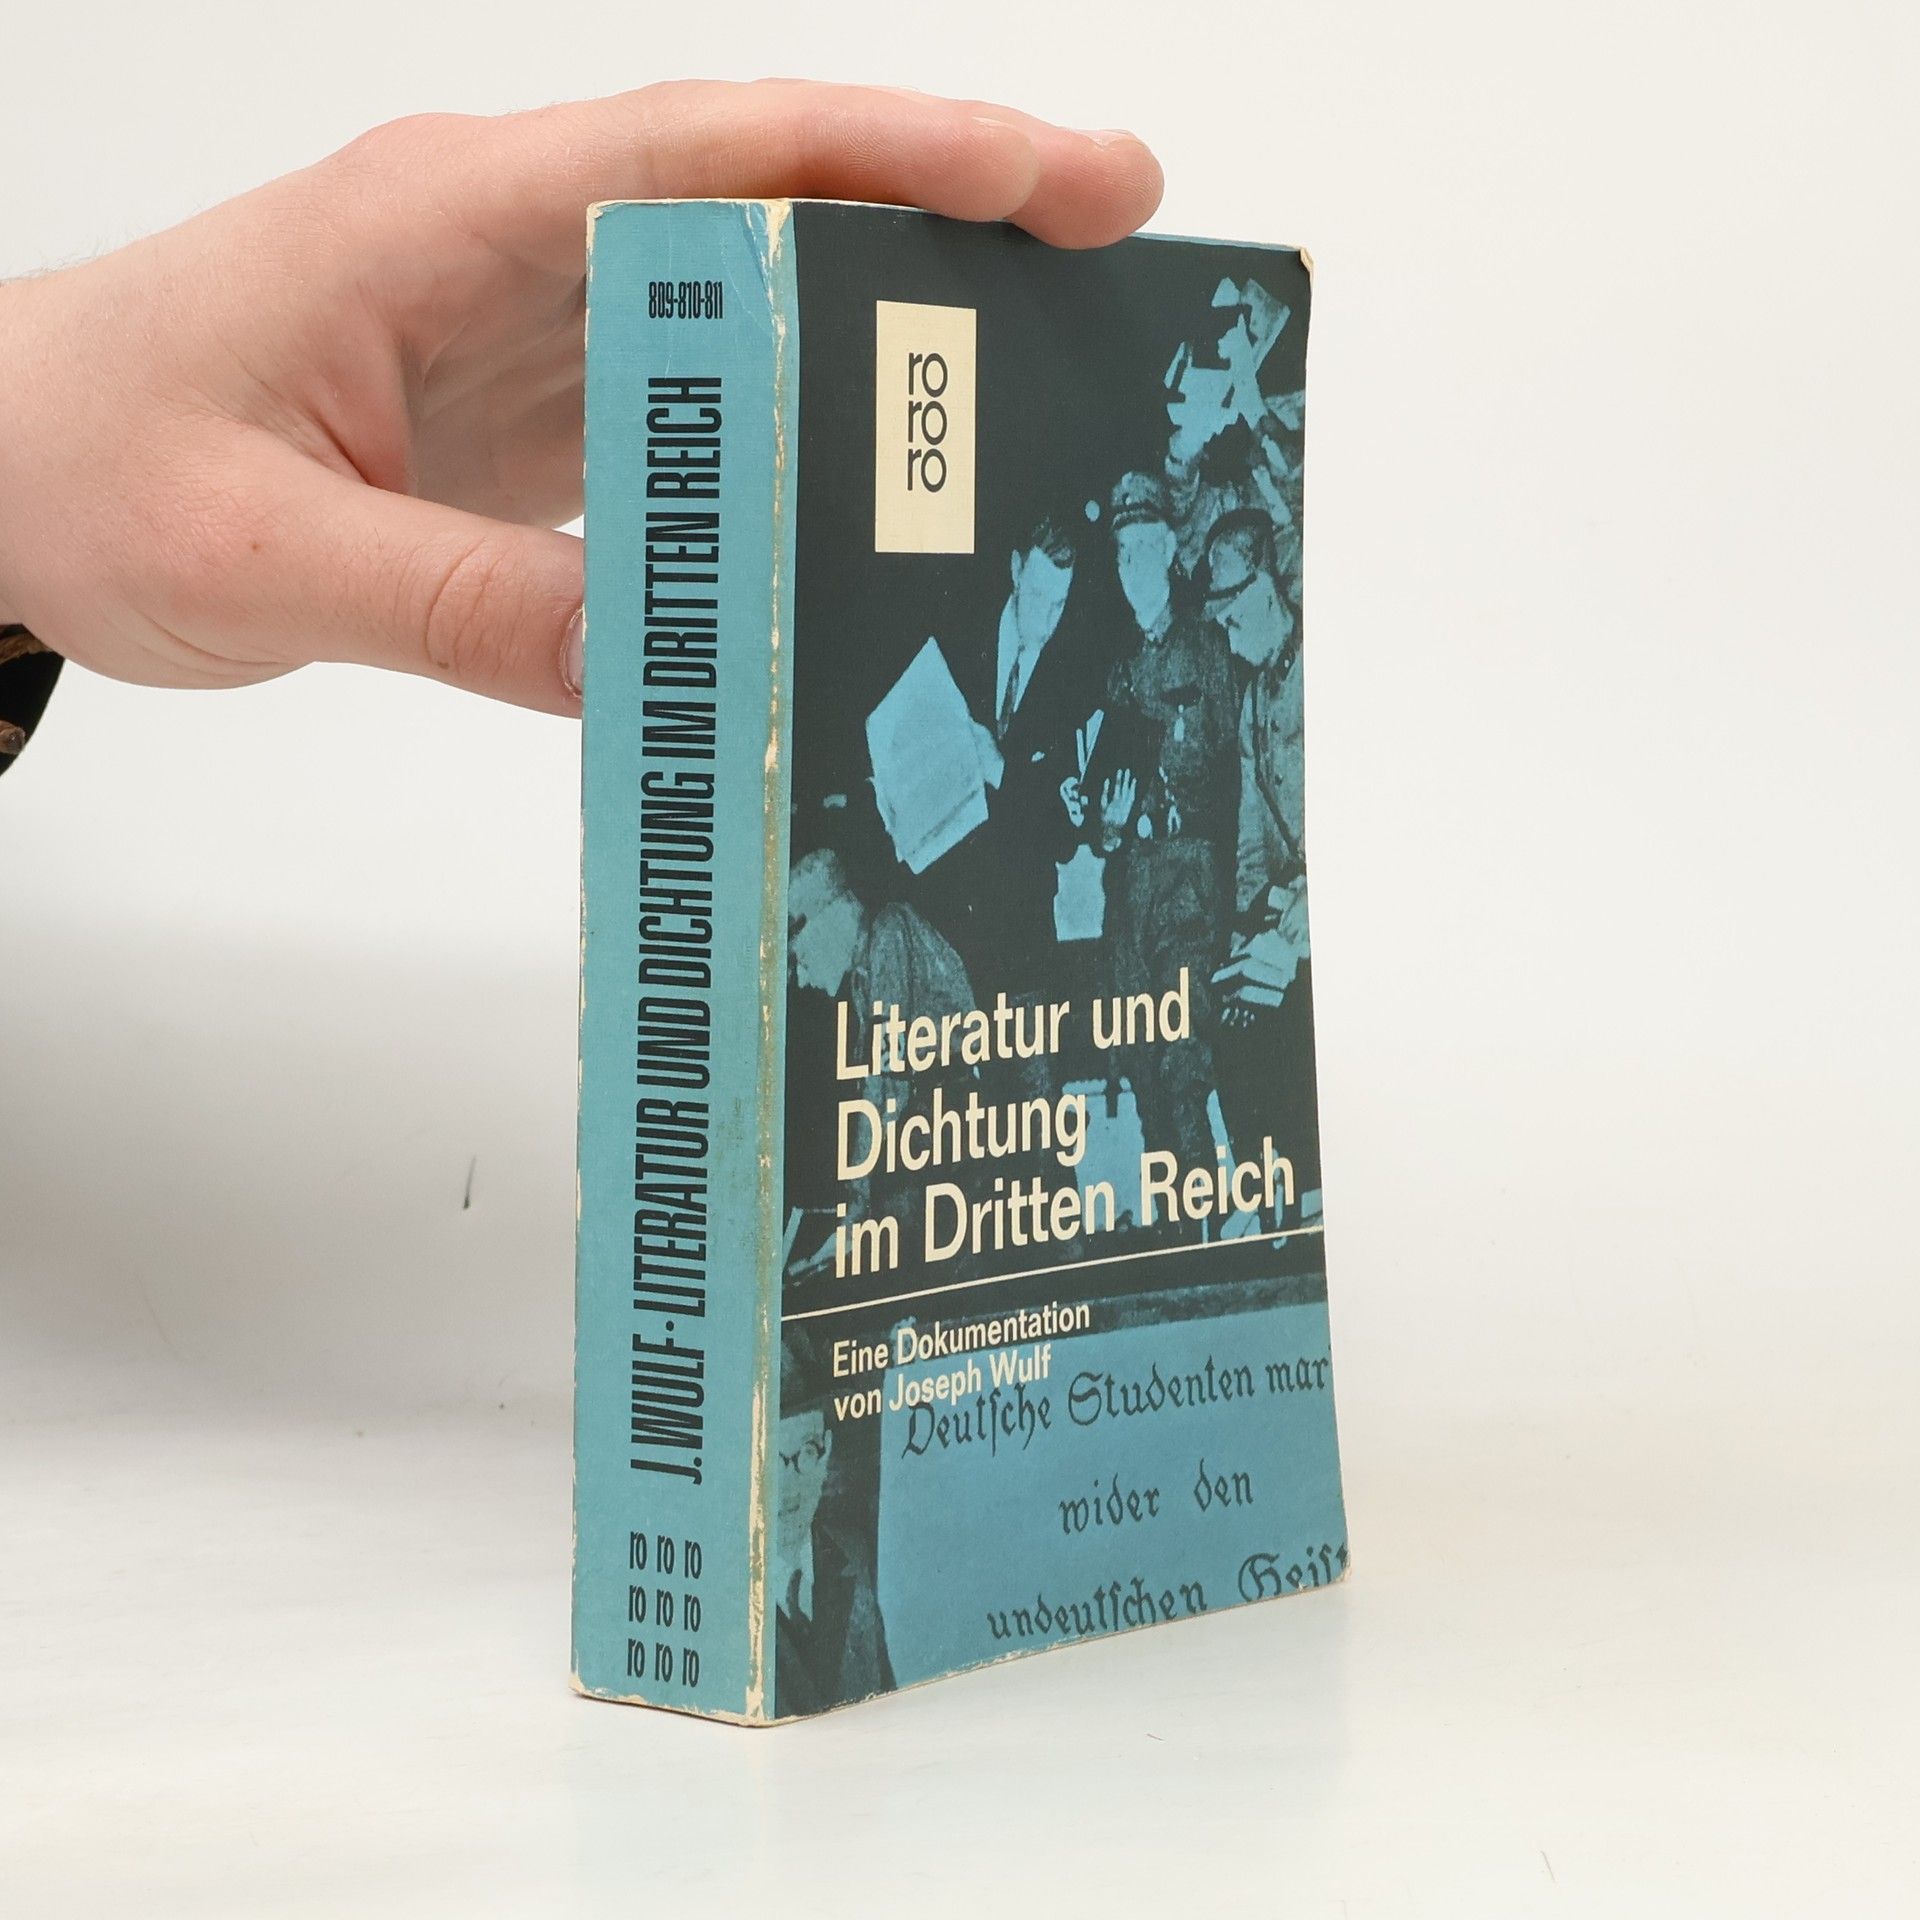 809-810-811
J. WULF · LITERATUR UND DICHTUNG IM DRITTEN REICH
ro ro ro
ro ro ro
ro ro ro
ro
ro
ro
Literatur und
Dichtung
im Dritten Reich
Eine Dokumentation
von Joseph Wulf
Deutſche Studenten mar
wider den
undeutſchen Geiſt